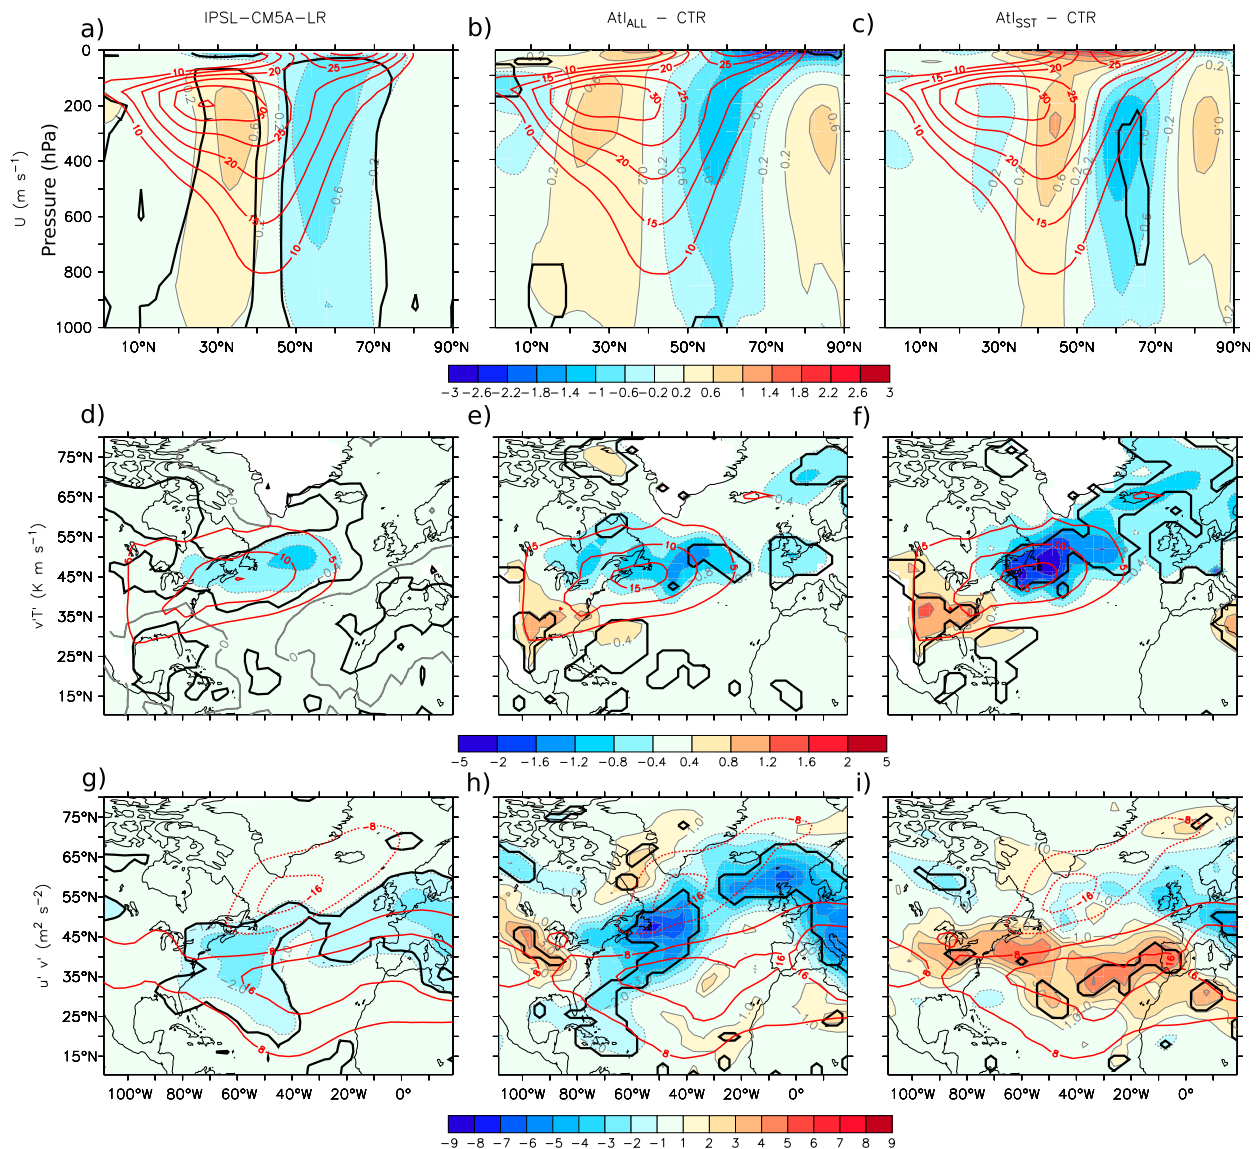 a) IPSL-CM5A-LR b) Atl_ALL - CTR c) Atl_SST - CTR
U (m s⁻¹)
Pressure (hPa)
0
200
400
600
800
1000
10°N 30°N 50°N 70°N 90°N 10°N 30°N 50°N 70°N 90°N 10°N 30°N 50°N 70°N 90°N
-3 -2.6 -2.2 -1.8 -1.4 -1 -0.6 -0.2 0.2 0.6 1 1.4 1.8 2.2 2.6 3
d) e) f)
v'T' (K m s⁻¹)
75°N
65°N
55°N
45°N
35°N
25°N
15°N
-5 -2 -1.6 -1.2 -0.8 -0.4 0.4 0.8 1.2 1.6 2 5
g) h) i)
u' v' (m² s⁻²)
75°N
65°N
55°N
45°N
35°N
25°N
15°N
100°W 80°W 60°W 40°W 20°W 0° 100°W 80°W 60°W 40°W 20°W 0° 100°W 80°W 60°W 40°W 20°W 0°
-9 -8 -7 -6 -5 -4 -3 -2 -1 1 2 3 4 5 6 7 8 9